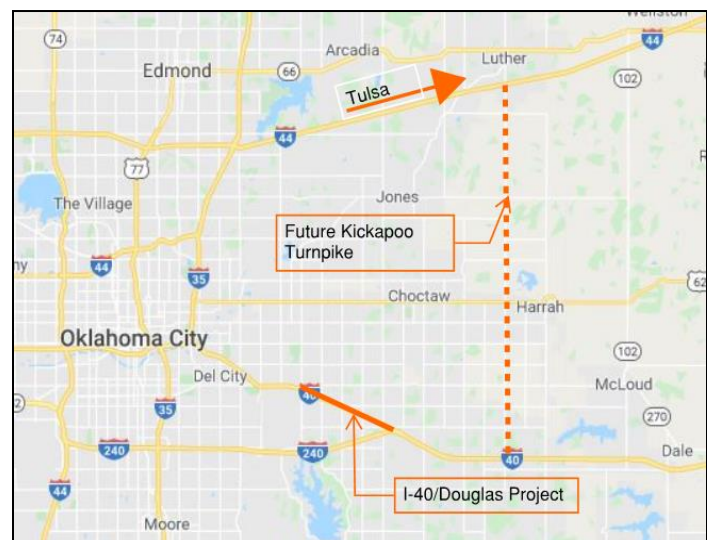 Wellston
74
44
Arcadia
Luther
Edmond
66
102
Tulsa
44
77
Jones
The Village
Future Kickapoo
Turnpike
44
35
62
Choctaw
Harrah
Oklahoma City
102
Del City
40
McLoud
35
270
240
240
40
Dale
I-40/Douglas Project
44
Moore